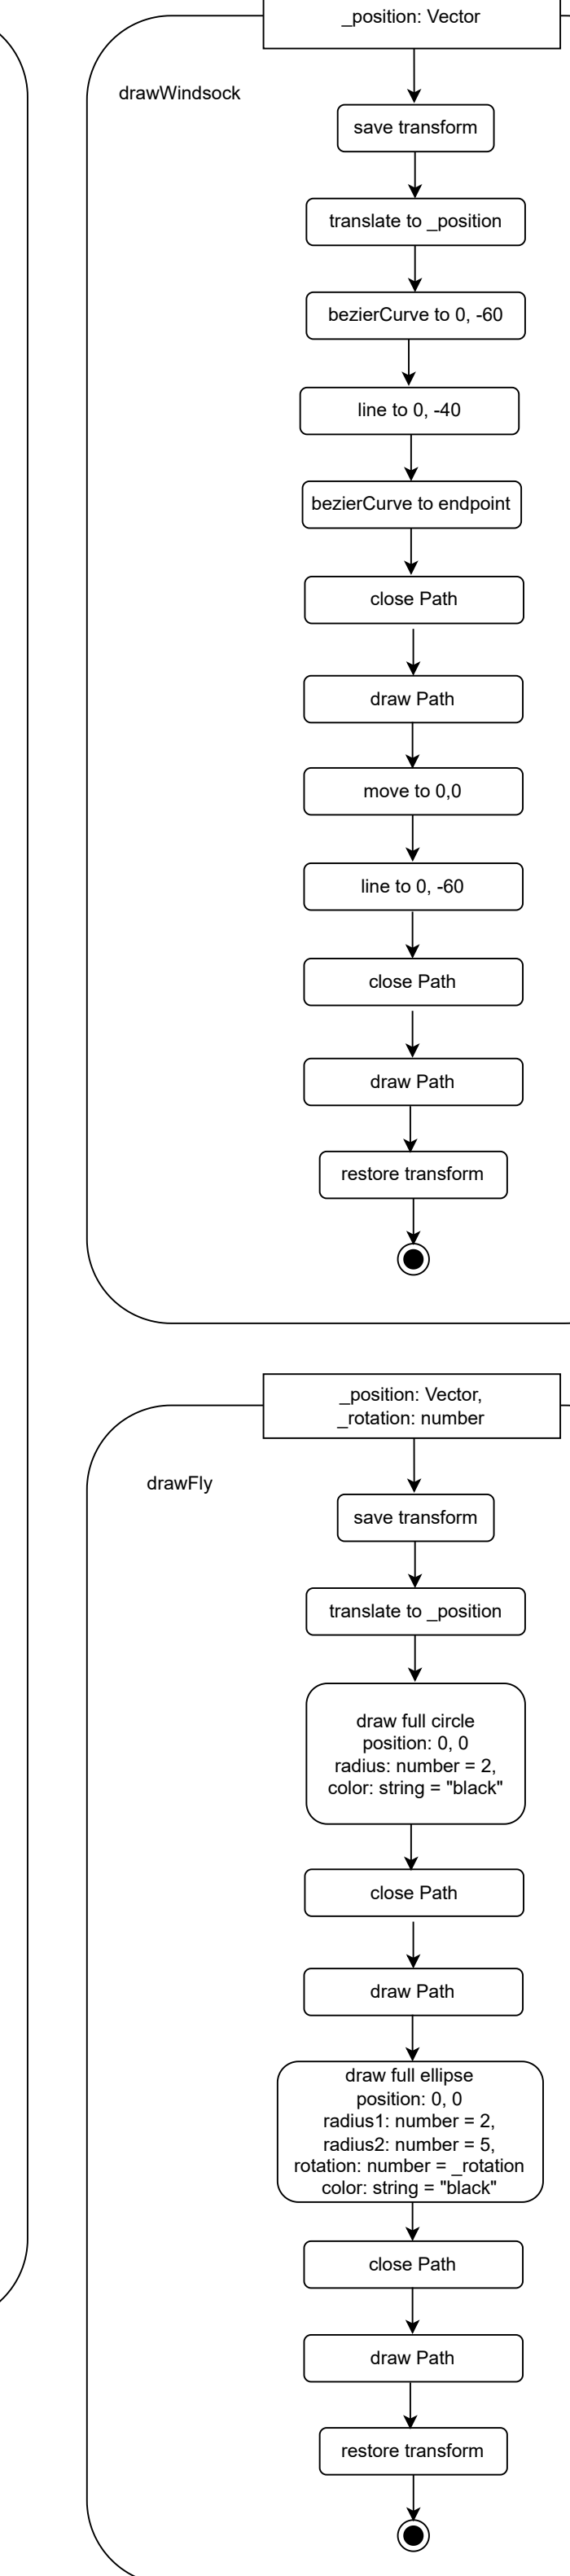 _position: Vector
drawWindsock
save transform
translate to _position
bezierCurve to 0, -60
line to 0, -40
bezierCurve to endpoint
close Path
draw Path
move to 0,0
line to 0, -60
close Path
draw Path
restore transform
_position: Vector,
_rotation: number
drawFly
save transform
translate to _position
draw full circle
position: 0, 0
radius: number = 2,
color: string = "black"
close Path
draw Path
draw full ellipse
position: 0, 0
radius1: number = 2,
radius2: number = 5,
rotation: number = _rotation
color: string = "black"
close Path
draw Path
restore transform